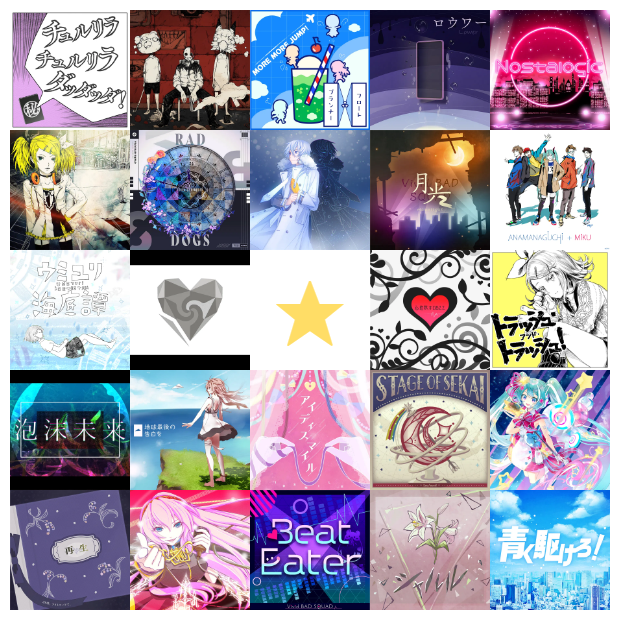 チュルリラ
チュルリラ
ダッダッダ!
MORE MORE JUMP!
フロート
プランナー
ロウワー
Nostalogic
RAD
DOGS
月光
ANAMANAGUCHI + MIKU
ウミユリ
海底譚
トラッシュ
アンド
トラッシュ!
泡沫未来
地球最後の
告白を
アイディスマイル
STAGE OF SEKAI
再生
Beat
Eater
Vivid BAD SQUAD
シャルル
青く駆けろ!